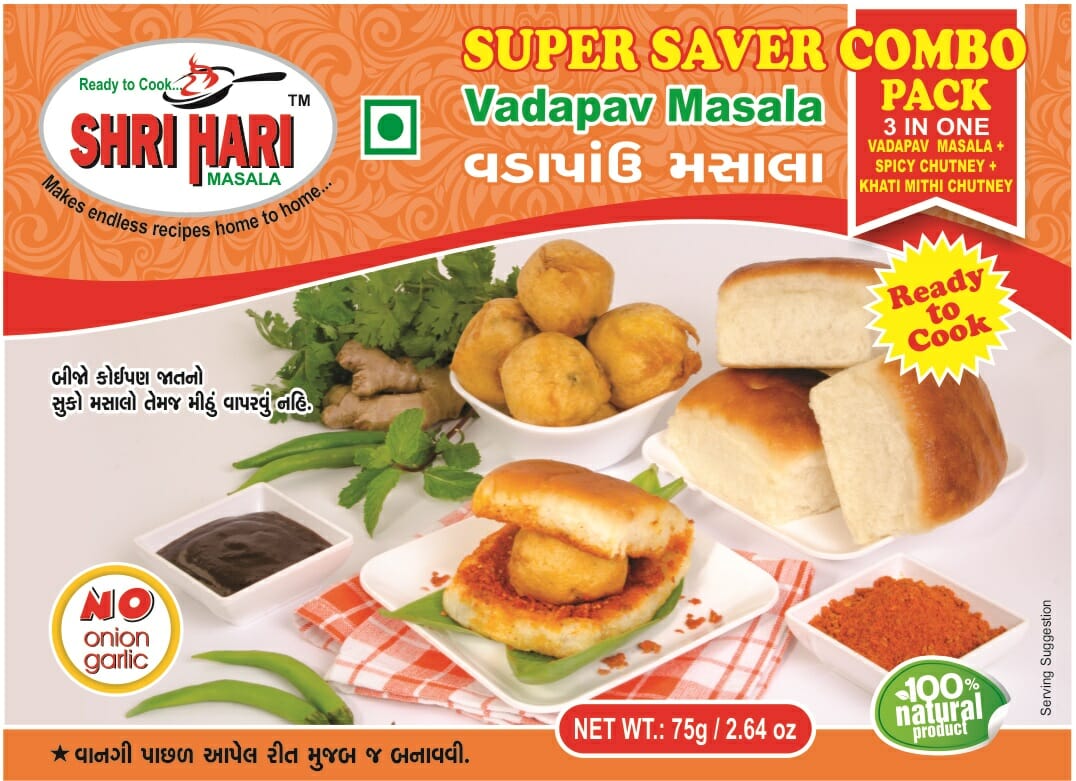 Ready to Cook...
SHRI HARI
MASALA
TM
Makes endless recipes home to home...
SUPER SAVER COMBO
PACK
3 IN ONE
VADAPAV MASALA +
SPICY CHUTNEY +
KHATI MITHI CHUTNEY
Vadapav Masala
વડાપાંઉ મસાલા
Ready
to
Cook
બીજો કોઈપણ જાતનો
સુકો મસાલો તેમજ મીઠું વાપરવું નહિ.
NO
onion
garlic
Serving Suggestion
100%
natural
product
NET WT.: 75g / 2.64 oz
★ વાનગી પાછળ આપેલ રીત મુજબ જ બનાવવી.